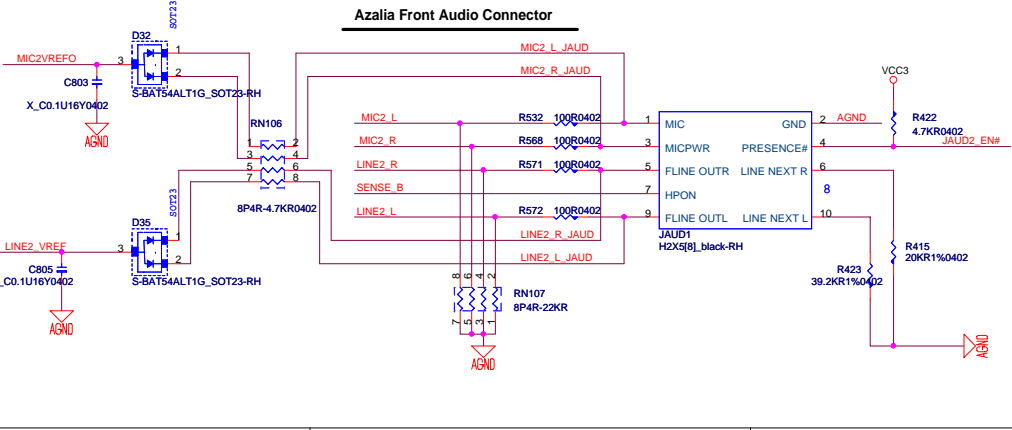 Azalia Front Audio Connector
SOT23
D32
1
MIC2VREFO
3
2
C803
S-BAT54ALT1G_SOT23-RH
X_C0.1U16Y0402
AGND
MIC2_L_JAUD
MIC2_R_JAUD
VCC3
RN106
1
2
3
4
5
6
7
8
8P4R-4.7KR0402
MIC2_L
R532
100R0402
MIC2_R
R568
100R0402
LINE2_R
R571
100R0402
SENSE_B
LINE2_L
R572
100R0402
LINE2_R_JAUD
LINE2_L_JAUD
1
MIC
GND
2
AGND
R422
4.7KR0402
3
MICPWR
PRESENCE#
4
JAUD2_EN#
5
FLINE OUTR
LINE NEXT R
6
7
HPON
8
9
FLINE OUTL
LINE NEXT L
10
JAUD1
H2X5[8]_black-RH
SOT23
D35
1
LINE2_VREF
3
2
C805
S-BAT54ALT1G_SOT23-RH
_C0.1U16Y0402
AGND
8
6
4
2
RN107
8P4R-22KR
7
5
3
1
AGND
R415
20KR1%0402
R423
39.2KR1%0402
AGND